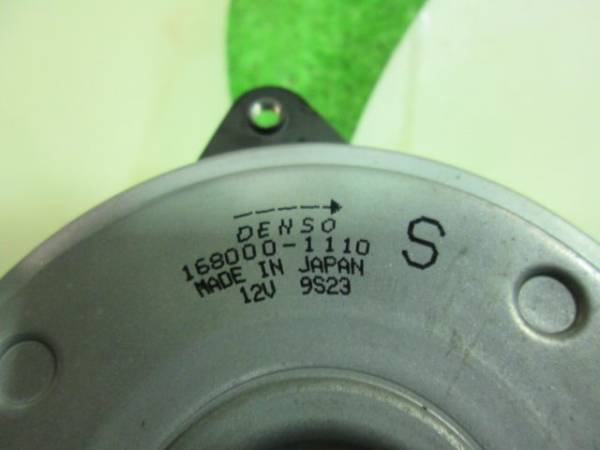 DENSO
168000-1110
MADE IN JAPAN
12V 9S23
S